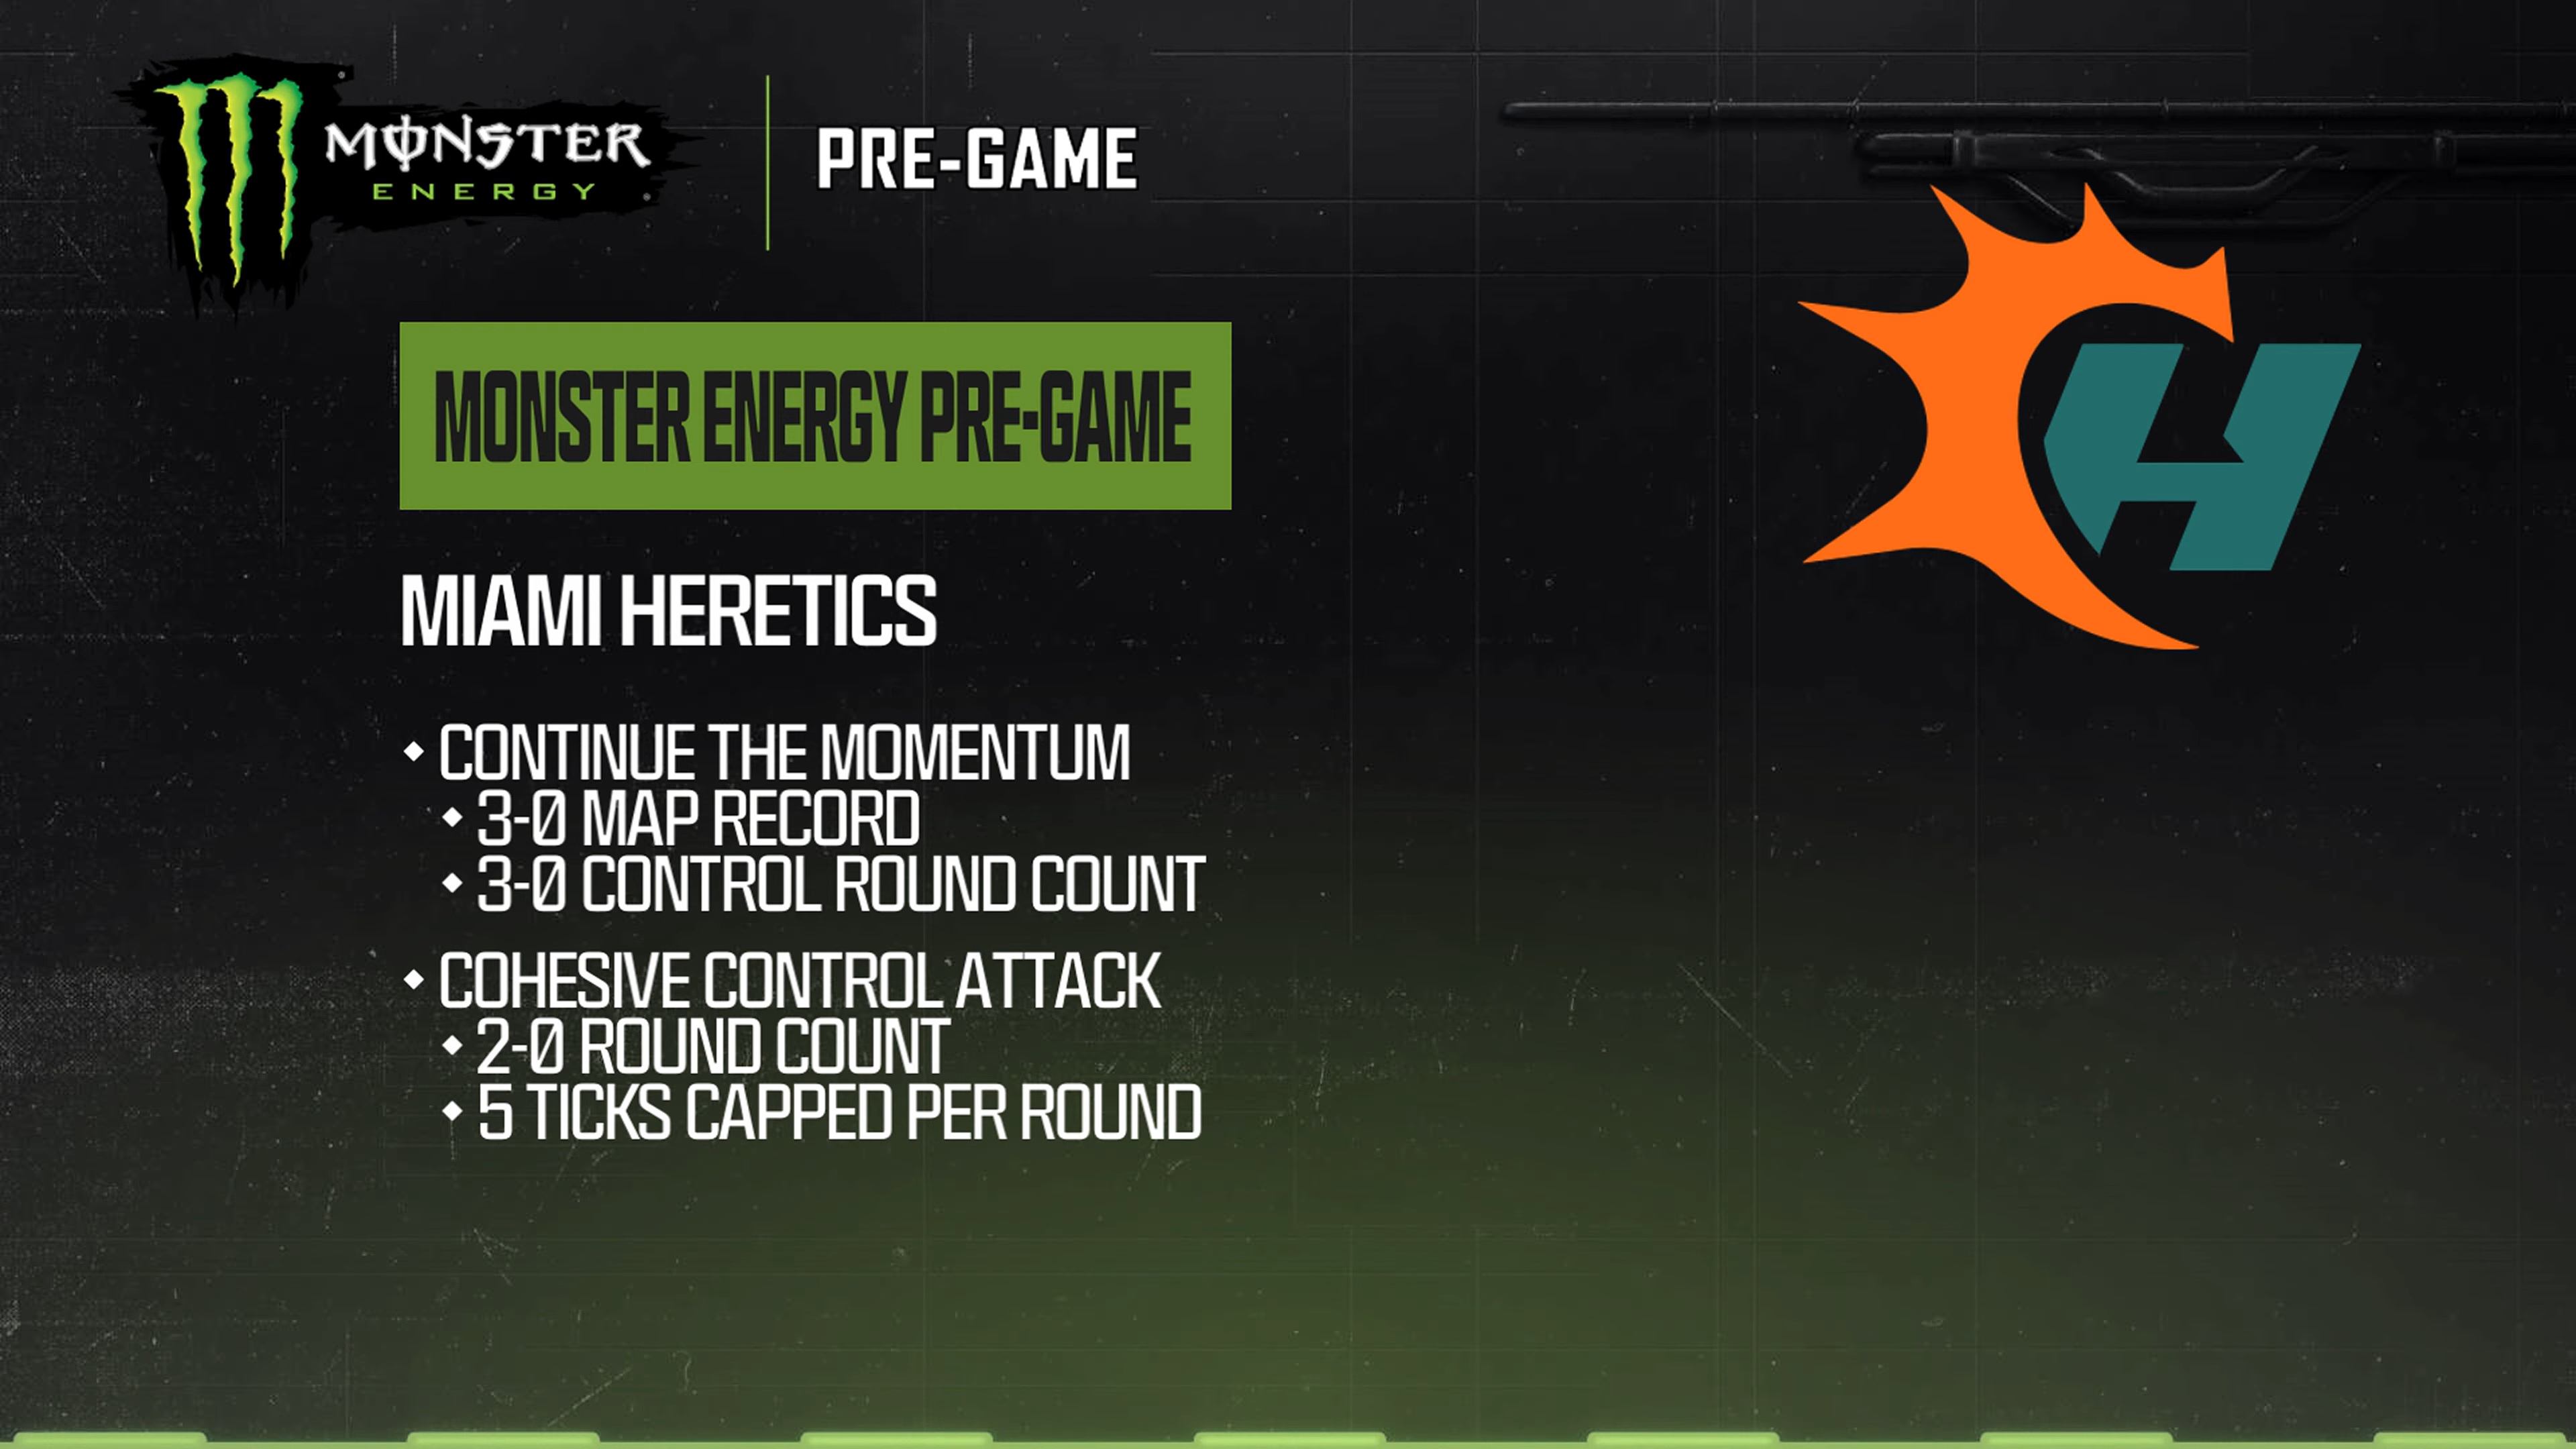 MONSTER
ENERGY
PRE-GAME
MONSTER ENERGY PRE-GAME
MIAMI HERETICS
• CONTINUE THE MOMENTUM
• 3-0 MAP RECORD
• 3-0 CONTROL ROUND COUNT
• COHESIVE CONTROL ATTACK
• 2-0 ROUND COUNT
• 5 TICKS CAPPED PER ROUND
H